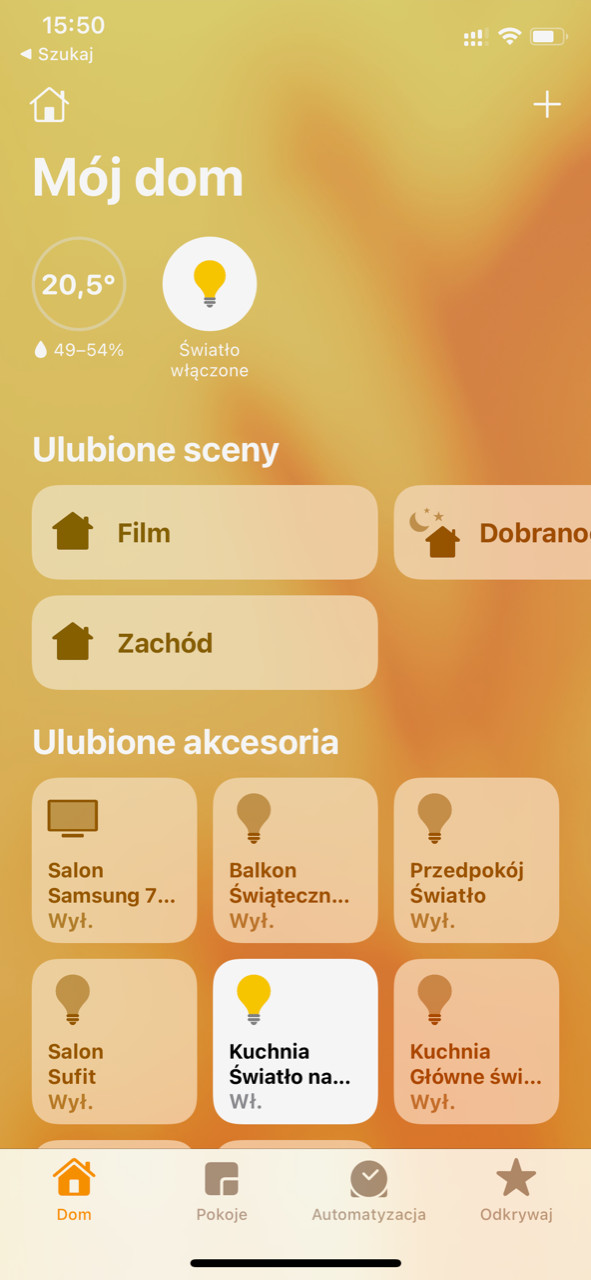 15:50
◀ Szukaj
Mój dom
20,5°
49–54%
Światło
włączone
Ulubione sceny
Film
Dobrano
Zachód
Ulubione akcesoria
Salon
Samsung 7...
Wył.
Balkon
Świąteczn...
Wył.
Przedpokój
Światło
Wył.
Salon
Sufit
Wył.
Kuchnia
Światło na...
Wł.
Kuchnia
Główne świ...
Wył.
Dom
Pokoje
Automatyzacja
Odkrywaj